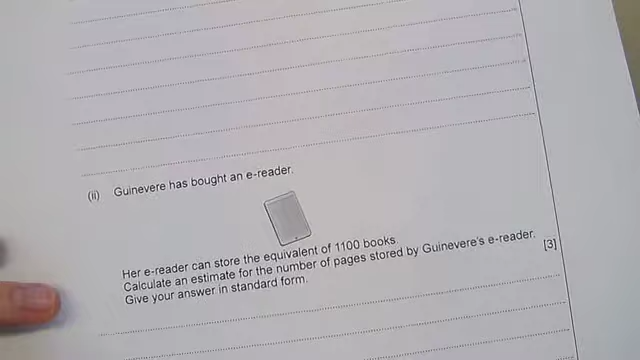 (ii) Guinevere has bought an e-reader.
Her e-reader can store the equivalent of 1100 books.
Calculate an estimate for the number of pages stored by Guinevere's e-reader.
Give your answer in standard form.
[3]